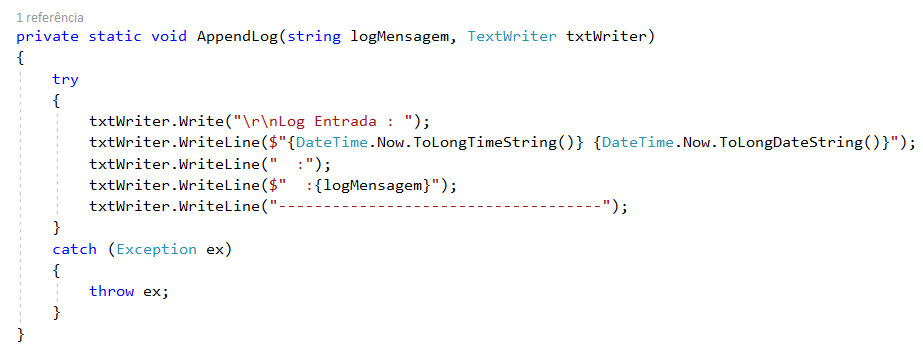 1 referência
private static void AppendLog(string logMensagem, TextWriter txtWriter)
{
try
{
txtWriter.Write("\r\nLog Entrada : ");
txtWriter.WriteLine($"{DateTime.Now.ToLongTimeString()} {DateTime.Now.ToLongDateString()}");
txtWriter.WriteLine("  :");
txtWriter.WriteLine($"  :{logMensagem}");
txtWriter.WriteLine("------------------------------------");
}
catch (Exception ex)
{
throw ex;
}
}